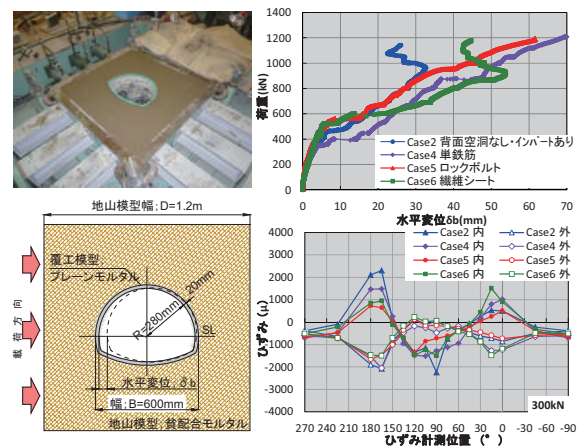 1400
1200
1000
800
600
400
200
0
荷重(kN)
Case2 背面空洞なし・インバートあり
Case4 単鉄筋
Case5 ロックボルト
Case6 繊維シート
0 10 20 30 40 50 60 70
水平変位δb(mm)
地山模型幅;D=1.2m
覆工模型
プレーンモルタル
20mm
R=280mm
SL
載荷方向
水平変位;δb
幅;B=600mm
地山模型,貧配合モルタル
4000
3000
2000
1000
0
-1000
-2000
-3000
-4000
ひずみ(μ)
Case2 内 Case2 外
Case4 内 Case4 外
Case5 内 Case5 外
Case6 内 Case6 外
300kN
270 240 210 180 150 120 90 60 30 0 -30 -60 -90
ひずみ計測位置(°)